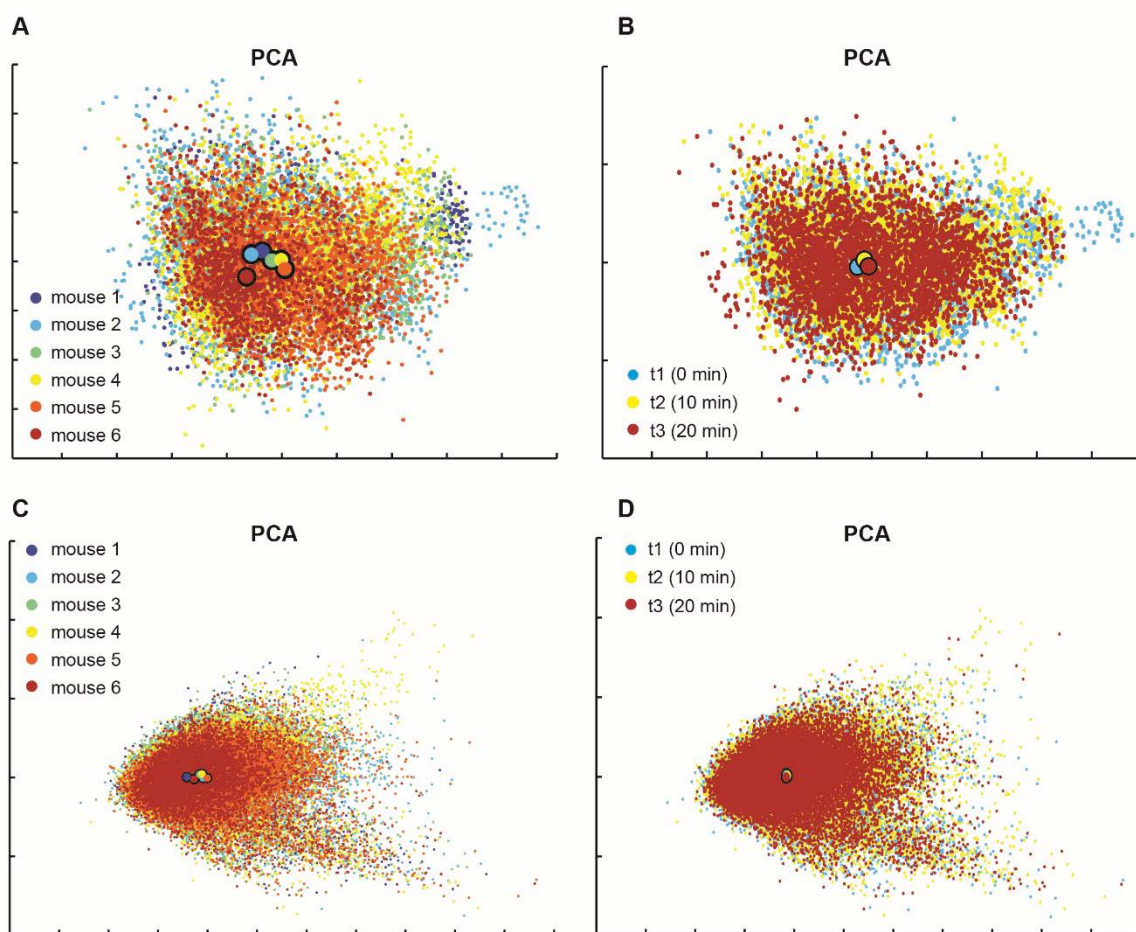 A
PCA
mouse 1
mouse 2
mouse 3
mouse 4
mouse 5
mouse 6
B
PCA
t1 (0 min)
t2 (10 min)
t3 (20 min)
C
PCA
mouse 1
mouse 2
mouse 3
mouse 4
mouse 5
mouse 6
D
PCA
t1 (0 min)
t2 (10 min)
t3 (20 min)